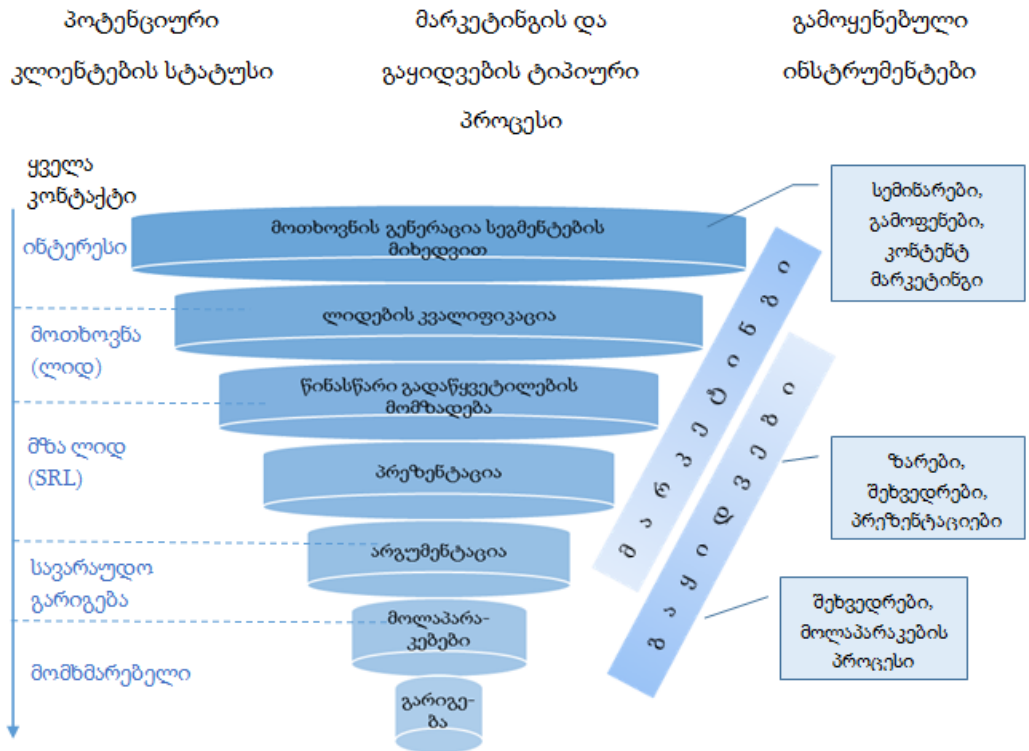 პოტენციური
კლიენტების სტატუსი
მარკეტინგის და
გაყიდვების ტიპიური
პროცესი
გამოყენებული
ინსტრუმენტები
ყველა
კონტაქტი
ინტერესი
მოთხოვნა
(ლიდ)
მზა ლიდ
(SRL)
სავარაუდო
გარიგება
მომხმარებელი
მოთხოვნის გენერაცია სეგმენტების
მიხედვით
ლიდების კვალიფიკაცია
წინასწარი გადაწყვეტილების
მომზადება
პრეზენტაცია
არგუმენტაცია
მოლაპარა-
კებები
გარიგე-
ბა
მარკეტინგი
გაყიდვები
სემინარები,
გამოფენები,
კონტენტ
მარკეტინგი
ზარები,
შეხვედრები,
პრეზენტაციები
შეხვედრები,
მოლაპარაკების
პროცესი